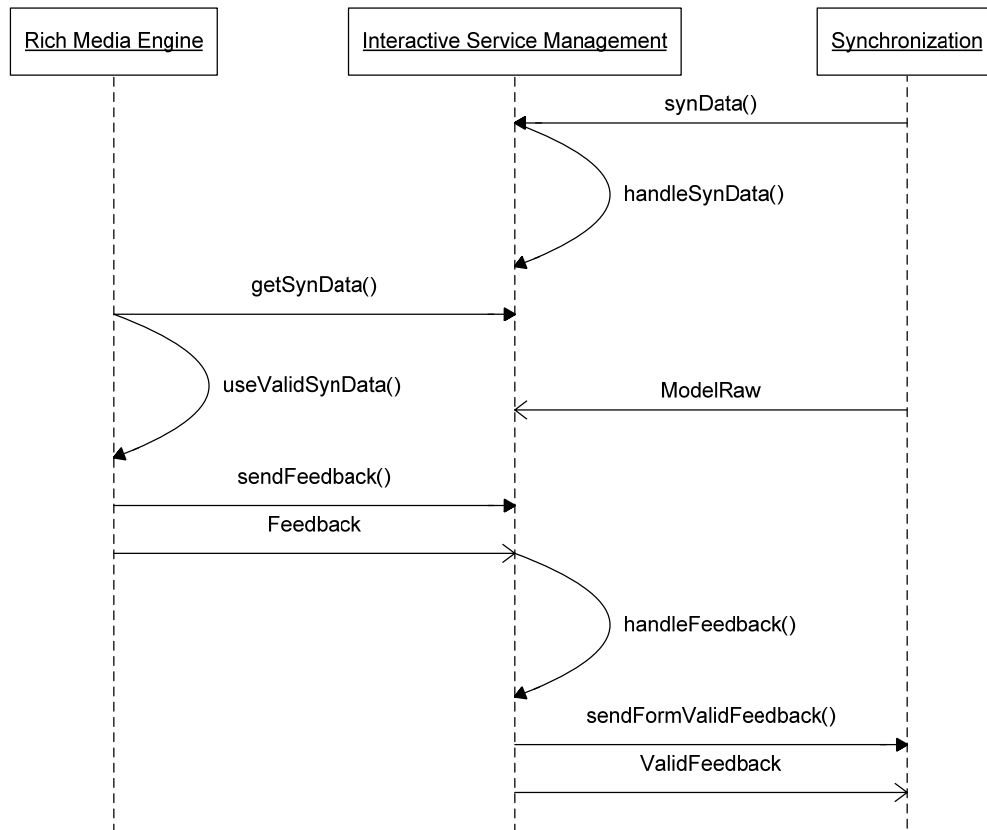 Rich Media Engine
Interactive Service Management
Synchronization
synData()
handleSynData()
getSynData()
useValidSynData()
ModelRaw
sendFeedback()
Feedback
handleFeedback()
sendFormValidFeedback()
ValidFeedback